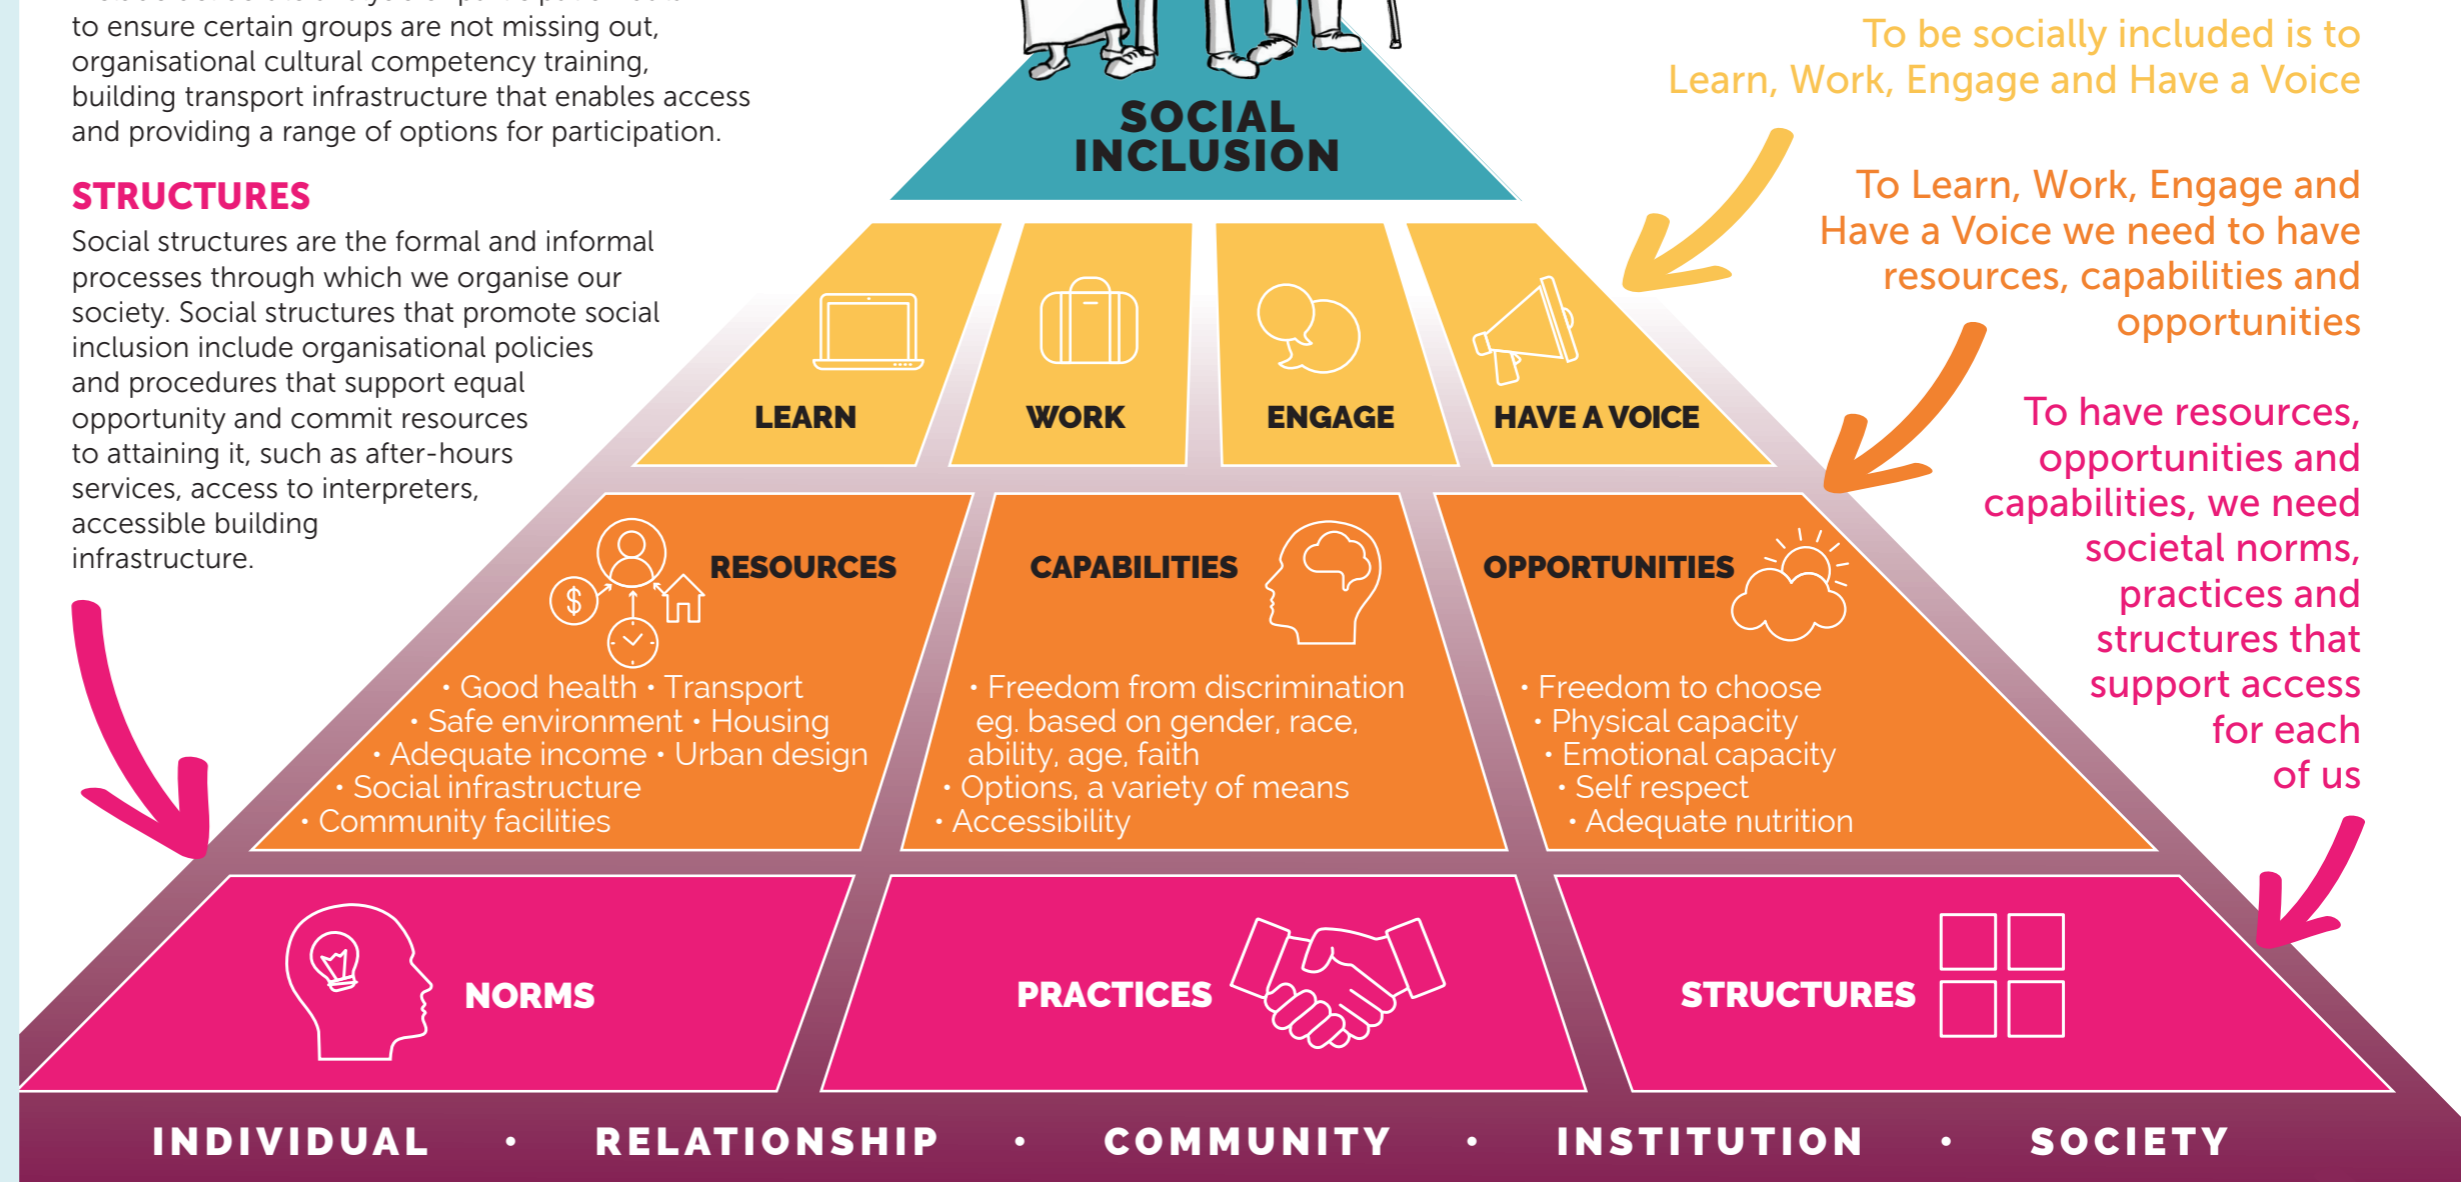 to ensure certain groups are not missing out,
organisational cultural competency training,
building transport infrastructure that enables access
and providing a range of options for participation.
STRUCTURES
Social structures are the formal and informal
processes through which we organise our
society. Social structures that promote social
inclusion include organisational policies
and procedures that support equal
opportunity and commit resources
to attaining it, such as after-hours
services, access to interpreters,
accessible building
infrastructure.
SOCIAL
INCLUSION
To be socially included is to
Learn, Work, Engage and Have a Voice
To Learn, Work, Engage and
Have a Voice we need to have
resources, capabilities and
opportunities
To have resources,
opportunities and
capabilities, we need
societal norms,
practices and
structures that
support access
for each
of us
LEARN
WORK
ENGAGE
HAVE A VOICE
RESOURCES
$
• Good health • Transport
• Safe environment • Housing
• Adequate income • Urban design
• Social infrastructure
• Community facilities
CAPABILITIES
• Freedom from discrimination
eg. based on gender, race,
ability, age, faith
• Options, a variety of means
• Accessibility
OPPORTUNITIES
• Freedom to choose
• Physical capacity
• Emotional capacity
• Self respect
• Adequate nutrition
NORMS
PRACTICES
STRUCTURES
INDIVIDUAL • RELATIONSHIP • COMMUNITY • INSTITUTION • SOCIETY